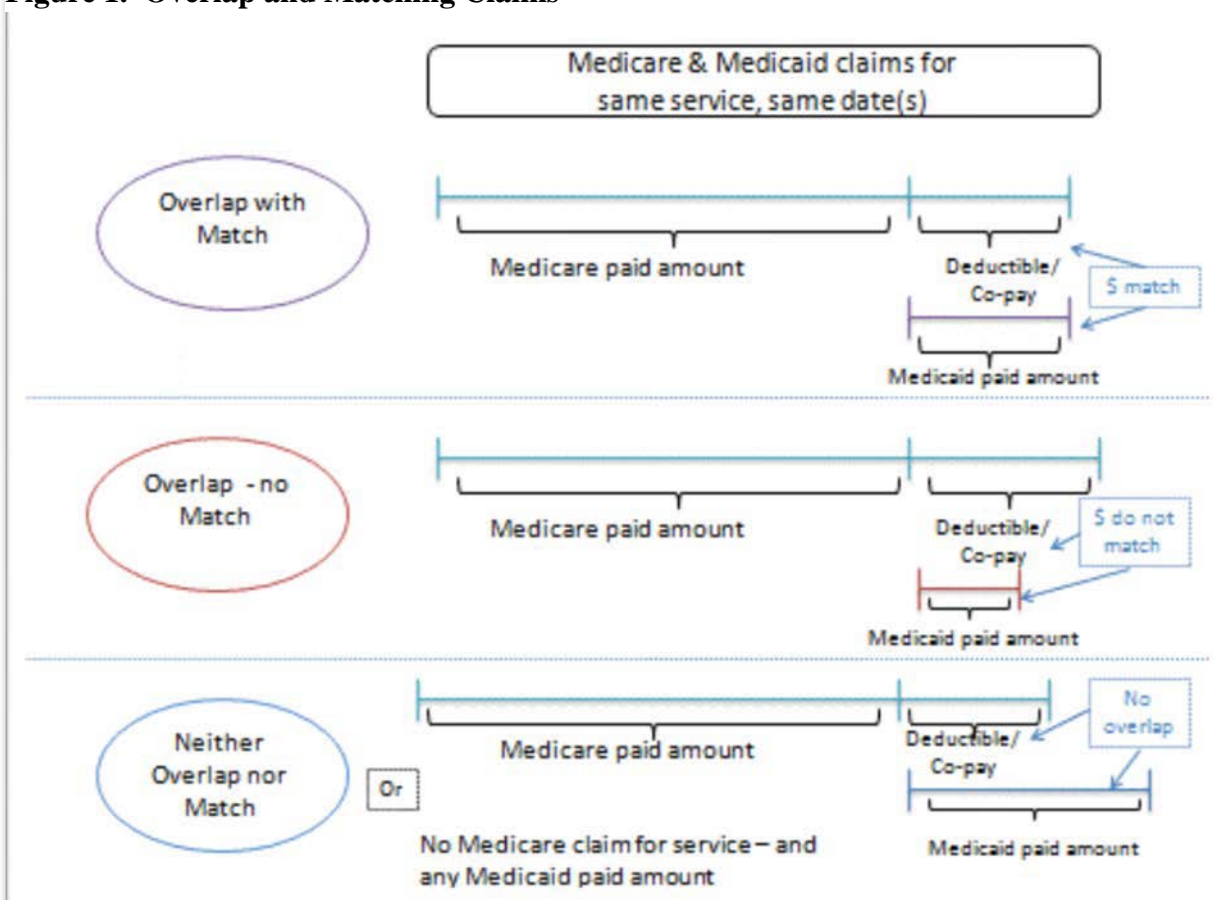 Figure 1. Overlap and Matching Claims
Medicare & Medicaid claims for
same service, same date(s)
Overlap with
Match
Medicare paid amount
Deductible/
Co-pay
$ match
Medicaid paid amount
Overlap - no
Match
Medicare paid amount
Deductible/
Co-pay
$ do not
match
Medicaid paid amount
Neither
Overlap nor
Match
Or
Medicare paid amount
Deductible/
Co-pay
No
overlap
Medicaid paid amount
No Medicare claim for service – and
any Medicaid paid amount